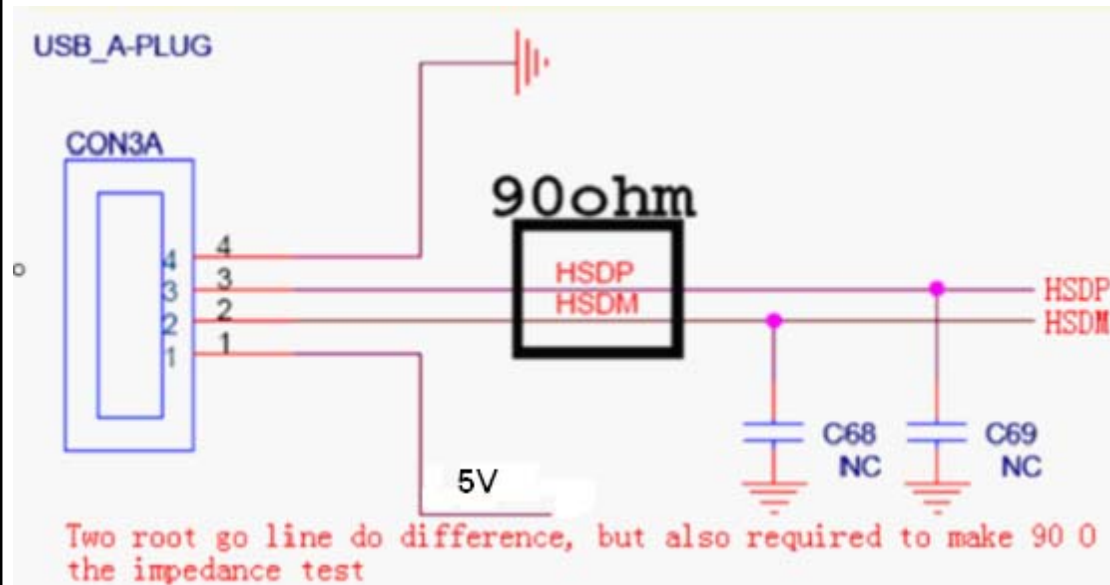 USB_A-PLUG
CON3A
90ohm
4 4
3 3
2 2
1 1
HSDP
HSDM
HSDP
HSDM
C68
NC
C69
NC
5V
Two root go line do difference, but also required to make 90 O
the impedance test